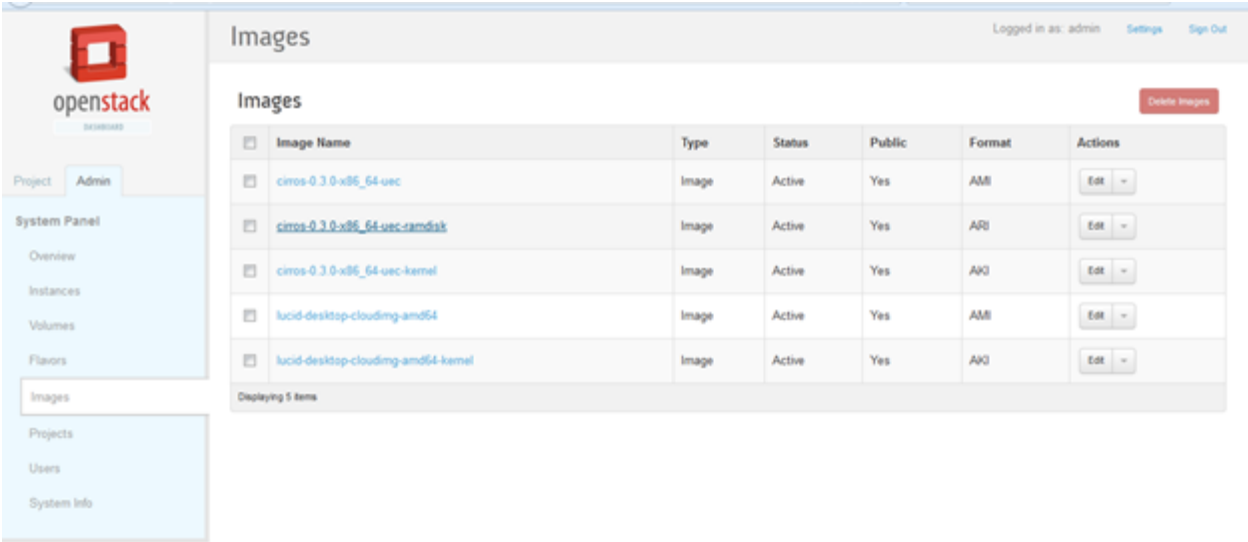 Images
Logged in as: admin Settings Sign Out
openstack
DASHBOARD
Project Admin
System Panel
Overview
Instances
Volumes
Flavors
Images
Projects
Users
System Info
Images
Delete Images
Image Name Type Status Public Format Actions
cirros-0.3.0-x86_64-uec Image Active Yes AMI Edit
cirros-0.3.0-x86_64-uec-ramdisk Image Active Yes ARI Edit
cirros-0.3.0-x86_64-uec-kernel Image Active Yes AKI Edit
lucid-desktop-cloudimg-amd64 Image Active Yes AMI Edit
lucid-desktop-cloudimg-amd64-kernel Image Active Yes AKI Edit
Displaying 5 items